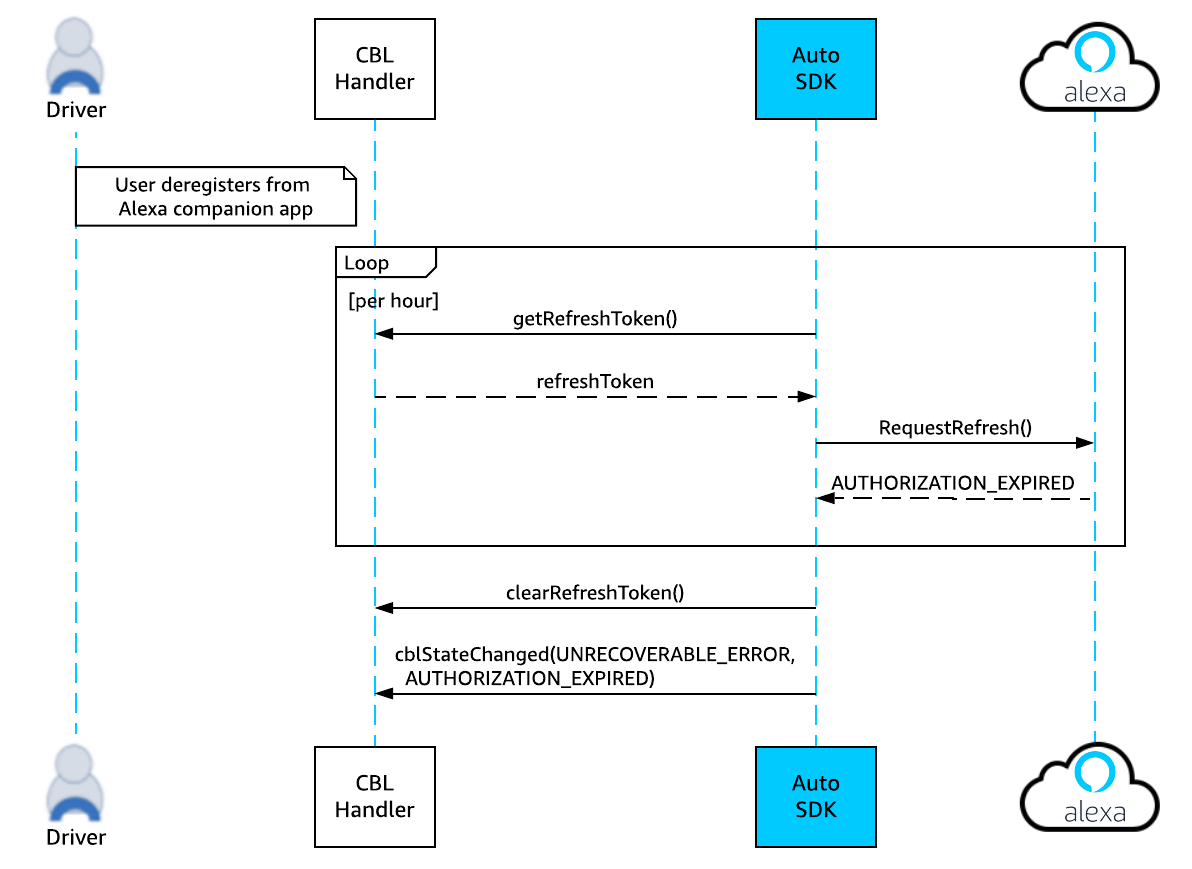 Driver
CBL
Handler
Auto
SDK
alexa
User deregisters from
Alexa companion app
Loop
[per hour]
getRefreshToken()
refreshToken
RequestRefresh()
AUTHORIZATION_EXPIRED
clearRefreshToken()
cblStateChanged(UNRECOVERABLE_ERROR,
AUTHORIZATION_EXPIRED)
Driver
CBL
Handler
Auto
SDK
alexa